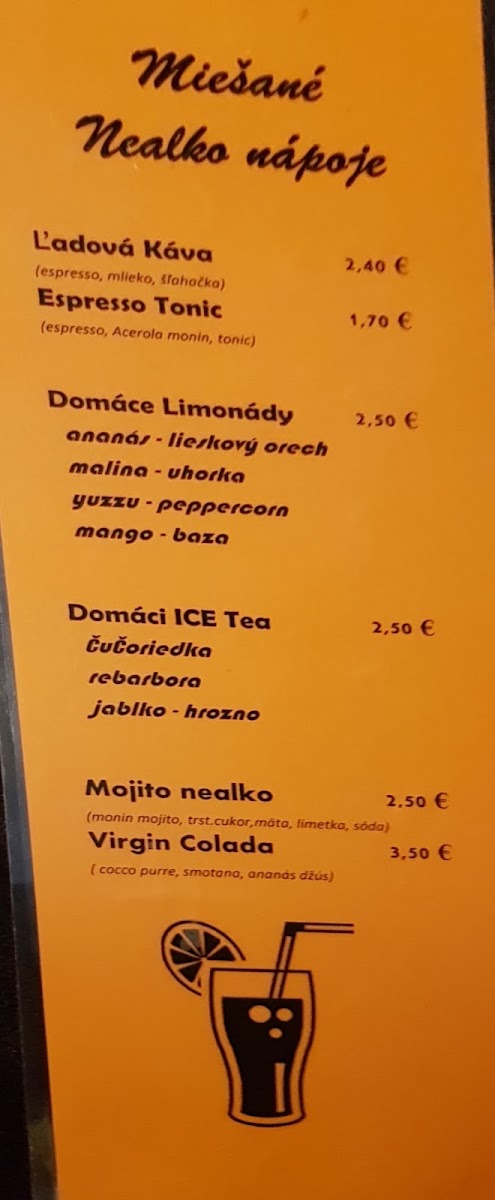 Miešané
Nealko nápoje
Ľadová Káva 2,40 €
(espresso, mlieko, šľahačka)
Espresso Tonic 1,70 €
(espresso, Acerola monin, tonic)
Domáce Limonády 2,50 €
ananás - lieskový orech
malina - uhorka
yuzzu - peppercorn
mango - baza
Domáci ICE Tea 2,50 €
ČuČoriedka
rebarbora
jablko - hrozno
Mojito nealko 2,50 €
(monin mojito, trst.cukor,mäta, limetka, sóda)
Virgin Colada 3,50 €
( cocco purre, smotana, ananás džús)